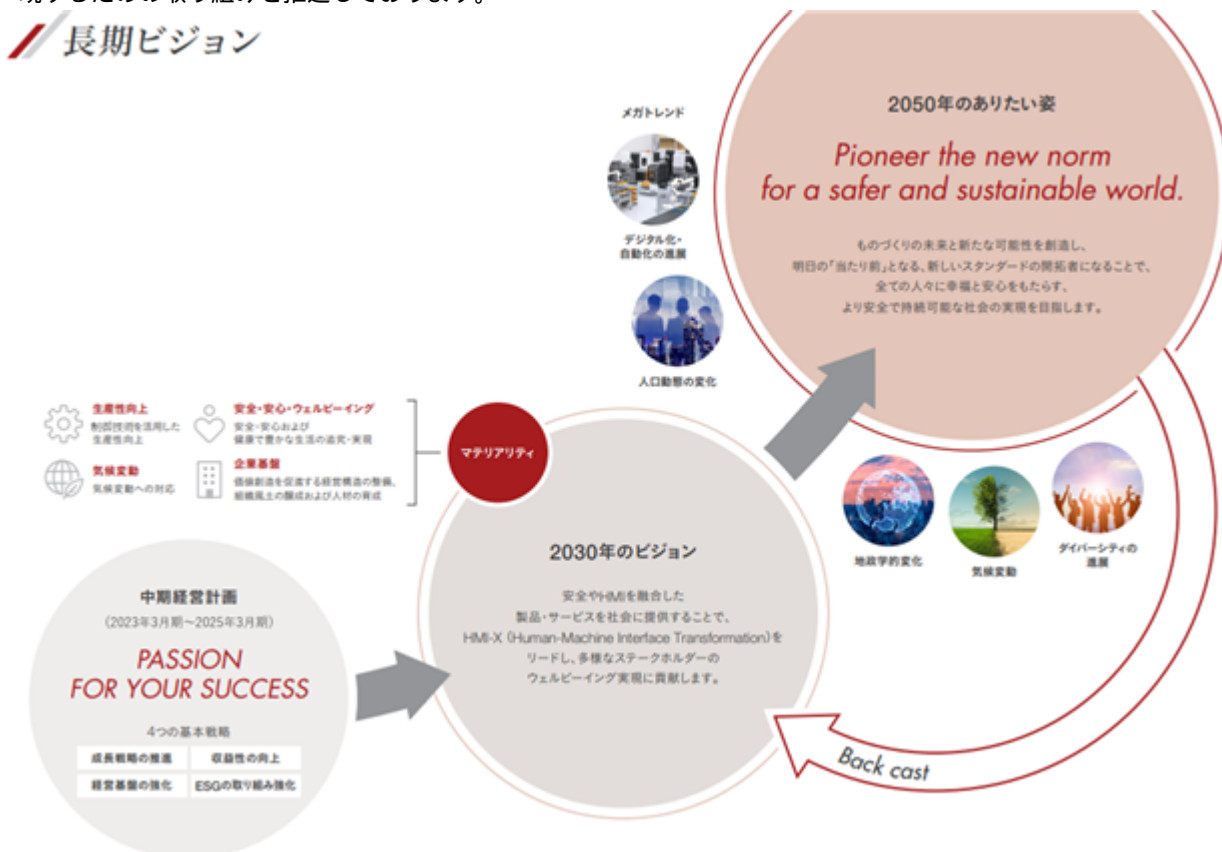 現するための取り組みを推進しております。
長期ビジョン
2050年のありたい姿
Pioneer the new norm
for a safer and sustainable world.
ものづくりの未来と新たな可能性を創造し、
明日の「当たり前」となる、新しいスタンダードの開拓者になることで、
全ての人々に幸福と安心をもたらす、
より安全で持続可能な社会の実現を目指します。
メガトレンド
デジタル化・
自動化の進展
人口動態の変化
地政学的変化
気候変動
ダイバーシティの
進展
生産性向上
制御技術を活用した
生産性向上
安全・安心・ウェルビーイング
安全・安心および
健康で豊かな生活の追究・実現
気候変動
気候変動への対応
企業基盤
価値創造を促進する経営構造の整備、
組織風土の醸成および人材の育成
マテリアリティ
2030年のビジョン
安全やHMIを融合した
製品・サービスを社会に提供することで、
HMI-X (Human-Machine Interface Transformation)を
リードし、多様なステークホルダーの
ウェルビーイング実現に貢献します。
中期経営計画
(2023年3月期~2025年3月期)
PASSION
FOR YOUR SUCCESS
4つの基本戦略
成長戦略の推進
収益性の向上
経営基盤の強化
ESGの取り組み強化
Back cast